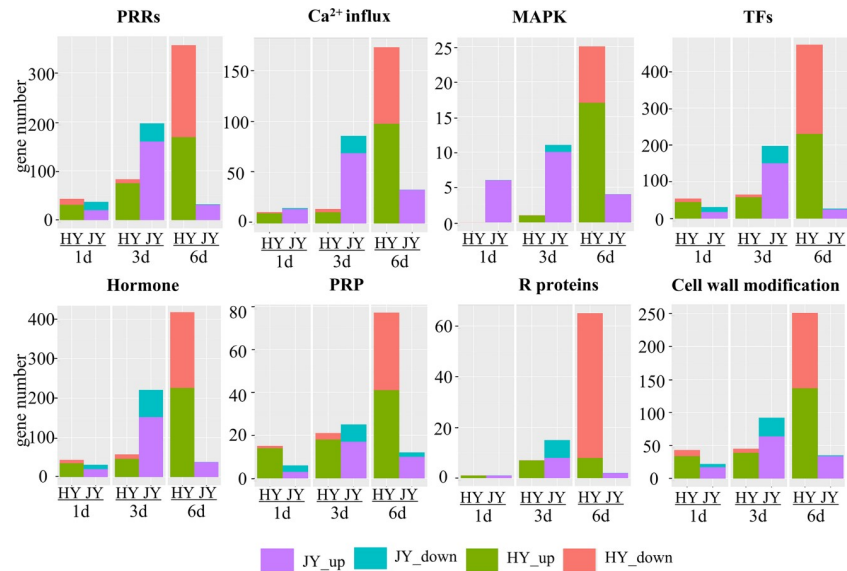 PRRs
gene number
300
200
100
0
HY JY HY JY HY JY
1d 3d 6d
Ca²⁺ influx
150
100
50
0
HY JY HY JY HY JY
1d 3d 6d
MAPK
25
20
15
10
5
0
HY JY HY JY HY JY
1d 3d 6d
TFs
400
300
200
100
0
HY JY HY JY HY JY
1d 3d 6d
Hormone
gene number
400
300
200
100
0
HY JY HY JY HY JY
1d 3d 6d
PRP
80
60
40
20
0
HY JY HY JY HY JY
1d 3d 6d
R proteins
60
40
20
0
HY JY HY JY HY JY
1d 3d 6d
Cell wall modification
250
200
150
100
50
0
HY JY HY JY HY JY
1d 3d 6d
JY_up JY_down HY_up HY_down